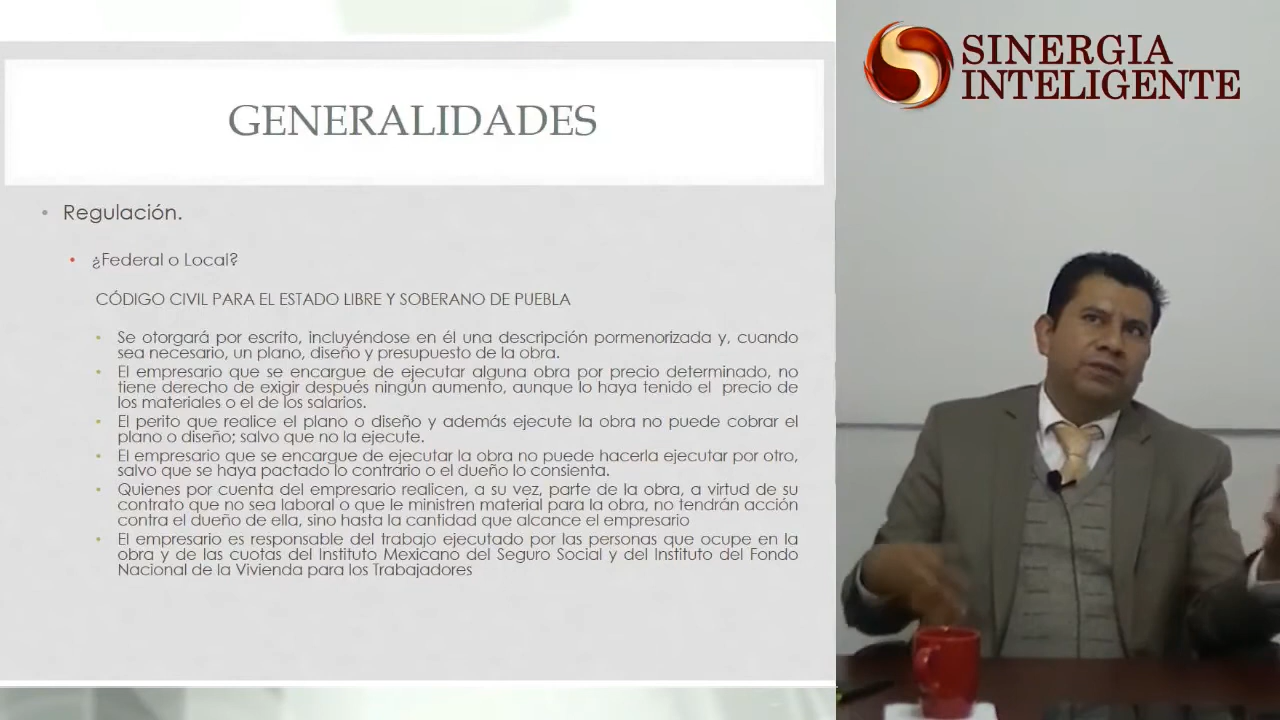 GENERALIDADES
• Regulación.
• ¿Federal o Local?
CÓDIGO CIVIL PARA EL ESTADO LIBRE Y SOBERANO DE PUEBLA
• Se otorgará por escrito, incluyéndose en él una descripción pormenorizada y, cuando
sea necesario, un plano, diseño y presupuesto de la obra.
• El empresario que se encargue de ejecutar alguna obra por precio determinado, no
tiene derecho de exigir después ningún aumento, aunque lo haya tenido el precio de
los materiales o el de los salarios.
• El perito que realice el plano o diseño y además ejecute la obra no puede cobrar el
plano o diseño; salvo que no la ejecute.
• El empresario que se encargue de ejecutar la obra no puede hacerla ejecutar por otro,
salvo que se haya pactado lo contrario o el dueño lo consienta.
• Quienes por cuenta del empresario realicen, a su vez, parte de la obra, a virtud de su
contrato que no sea laboral o que le ministren material para la obra, no tendrán acción
contra el dueño de ella, sino hasta la cantidad que alcance el empresario
• El empresario es responsable del trabajo ejecutado por las personas que ocupe en la
obra y de las cuotas del Instituto Mexicano del Seguro Social y del Instituto del Fondo
Nacional de la Vivienda para los Trabajadores
SINERGIA
INTELIGENTE